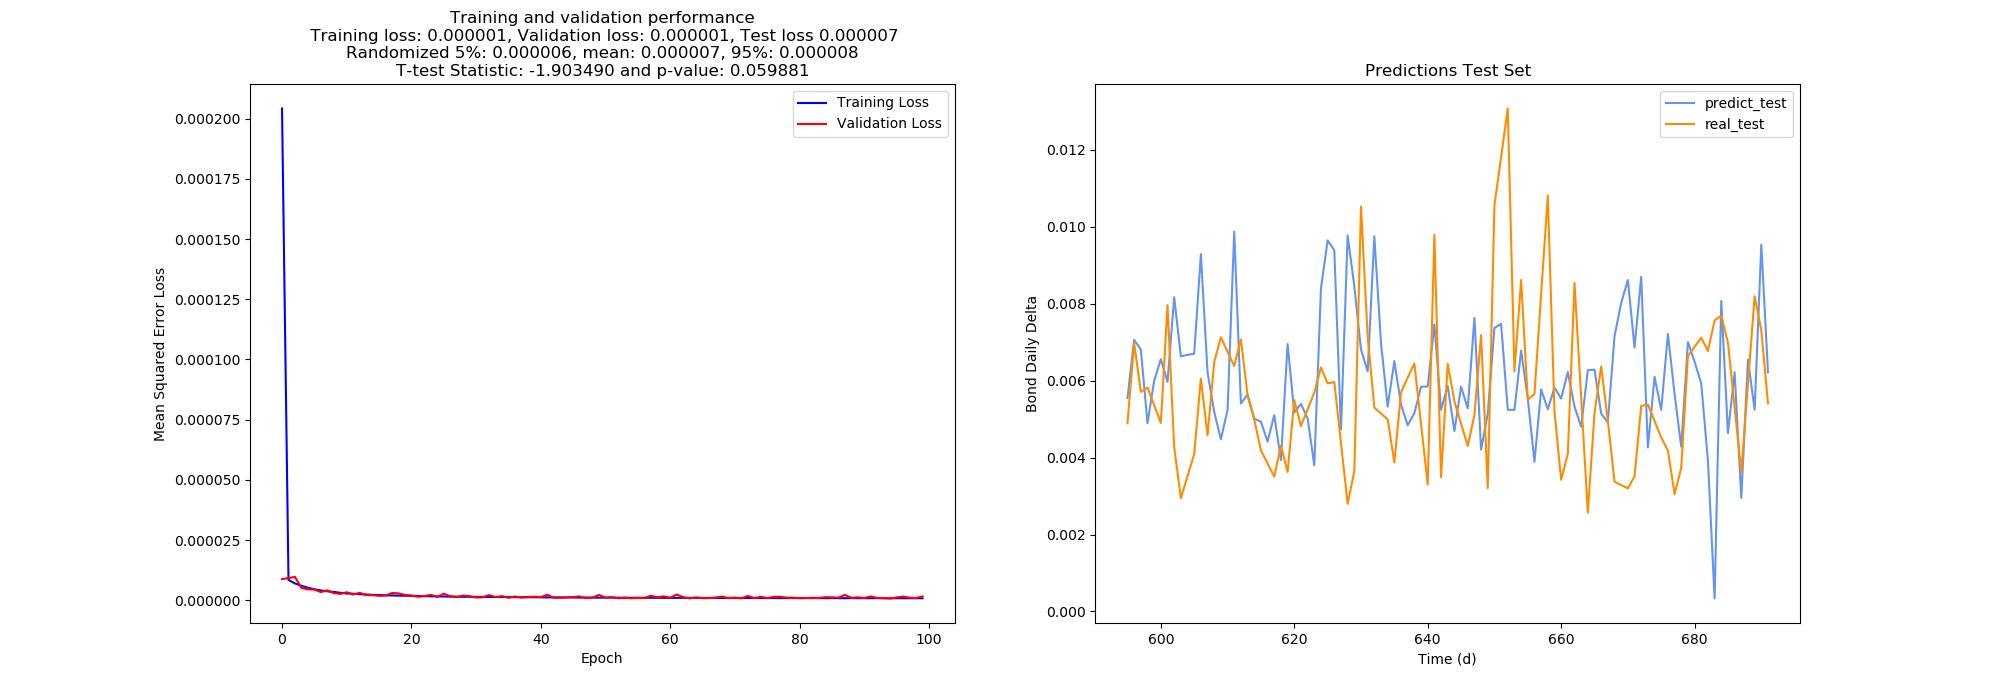 Training and validation performance
Training loss: 0.000001, Validation loss: 0.000001, Test loss 0.000007
Randomized 5%: 0.000006, mean: 0.000007, 95%: 0.000008
T-test Statistic: -1.903490 and p-value: 0.059881
Training Loss
Validation Loss
0.000200
0.000175
0.000150
0.000125
0.000100
0.000075
0.000050
0.000025
0.000000
Mean Squared Error Loss
0 20 40 60 80 100
Epoch
Predictions Test Set
predict_test
real_test
0.012
0.010
0.008
0.006
0.004
0.002
0.000
Bond Daily Delta
600 620 640 660 680
Time (d)